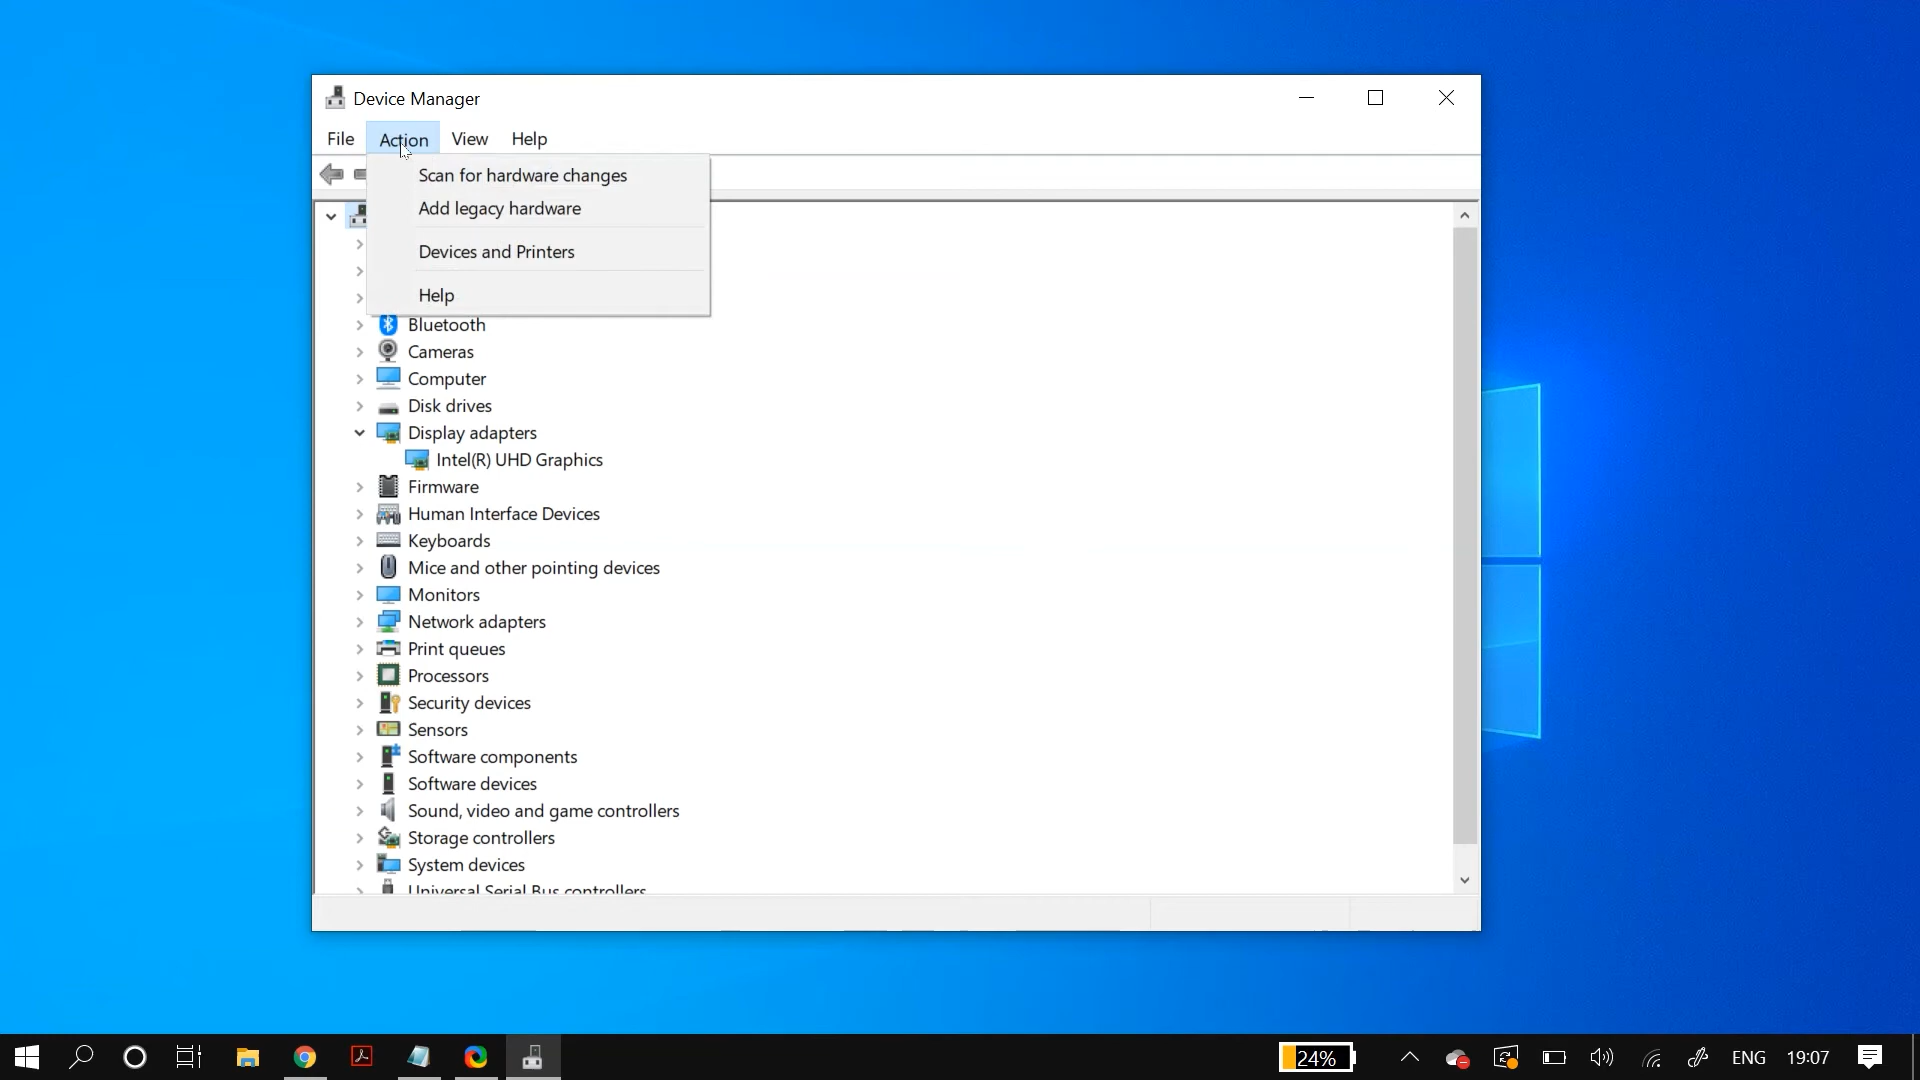 Device Manager
File Action View Help
Scan for hardware changes
Add legacy hardware
Devices and Printers
Help
Bluetooth
Cameras
Computer
Disk drives
Display adapters
Intel(R) UHD Graphics
Firmware
Human Interface Devices
Keyboards
Mice and other pointing devices
Monitors
Network adapters
Print queues
Processors
Security devices
Sensors
Software components
Software devices
Sound, video and game controllers
Storage controllers
System devices
Universal Serial Bus controllers
24% ENG 19:07